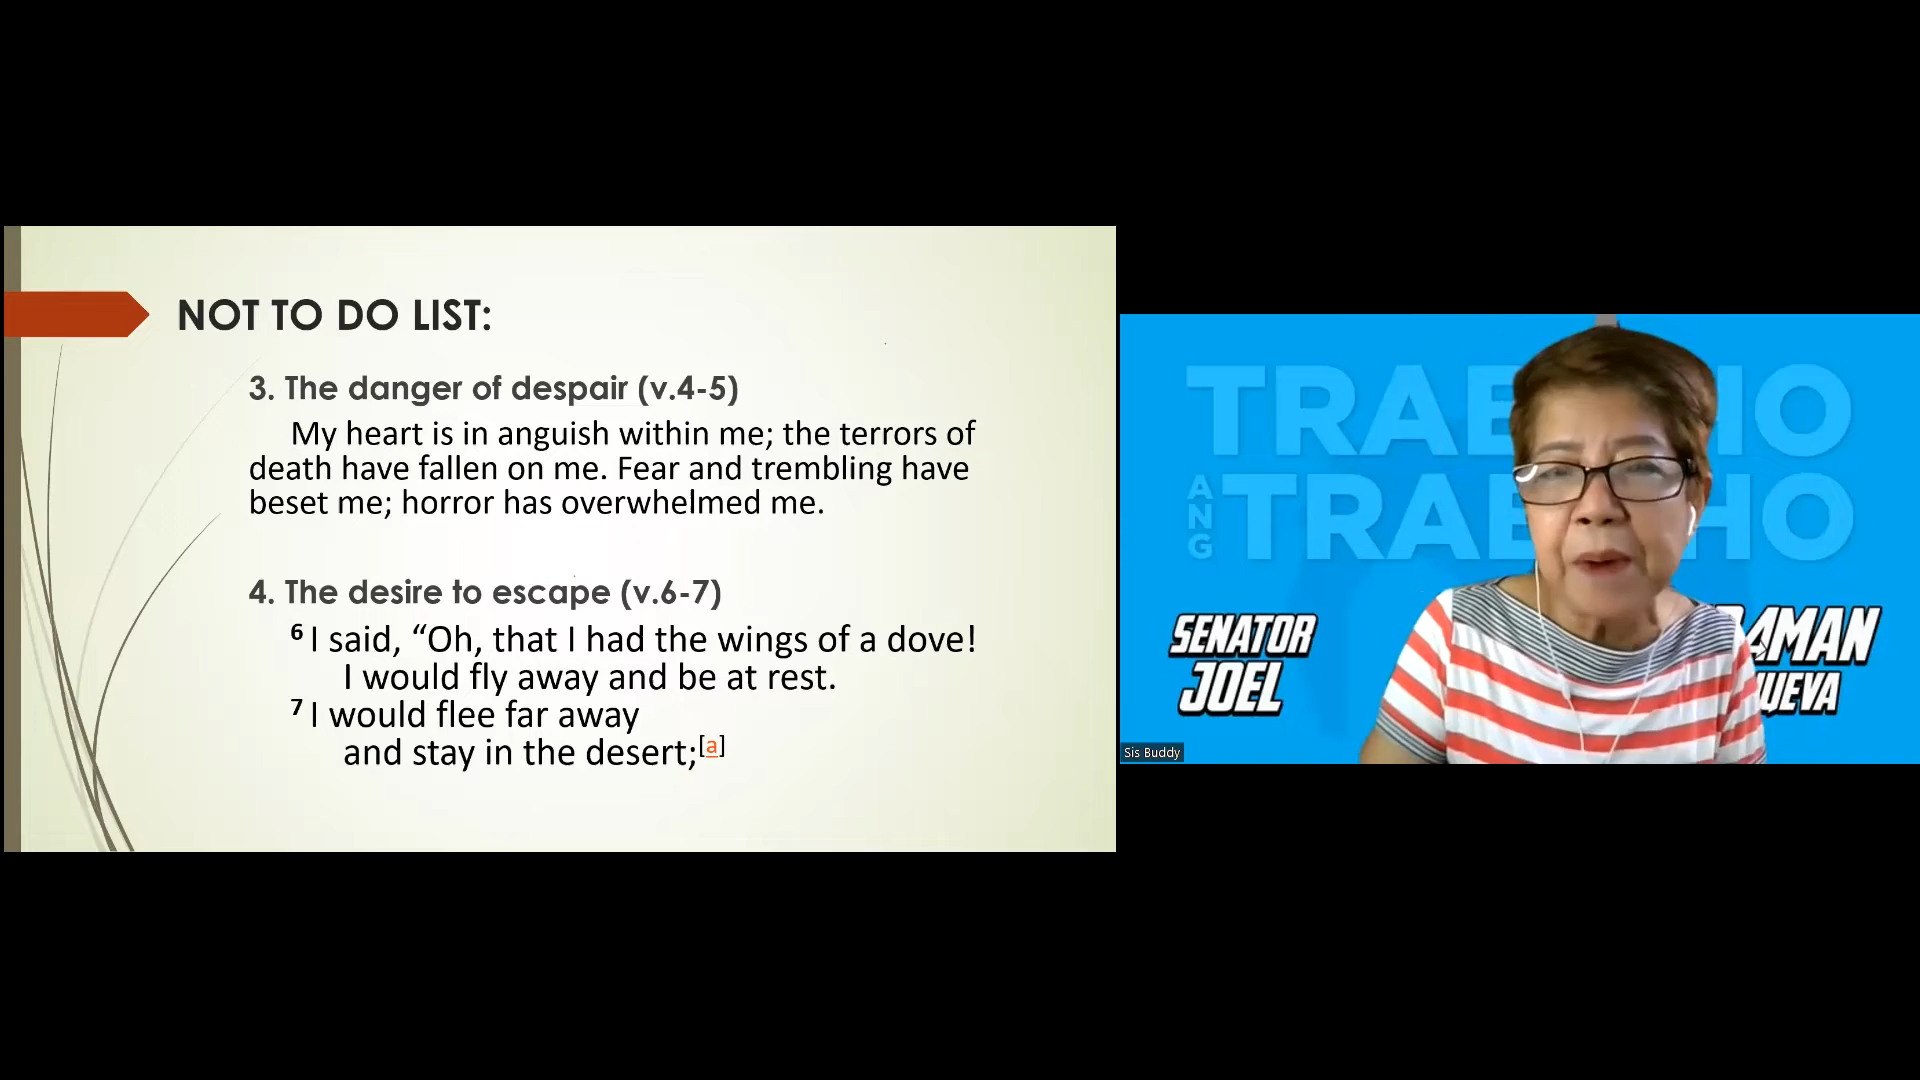 NOT TO DO LIST:
3. The danger of despair (v.4-5)
My heart is in anguish within me; the terrors of
death have fallen on me. Fear and trembling have
beset me; horror has overwhelmed me.
4. The desire to escape (v.6-7)
6 I said, “Oh, that I had the wings of a dove!
I would fly away and be at rest.
7 I would flee far away
and stay in the desert;[a]
ANG
SENATOR
JOEL
Sis Buddy